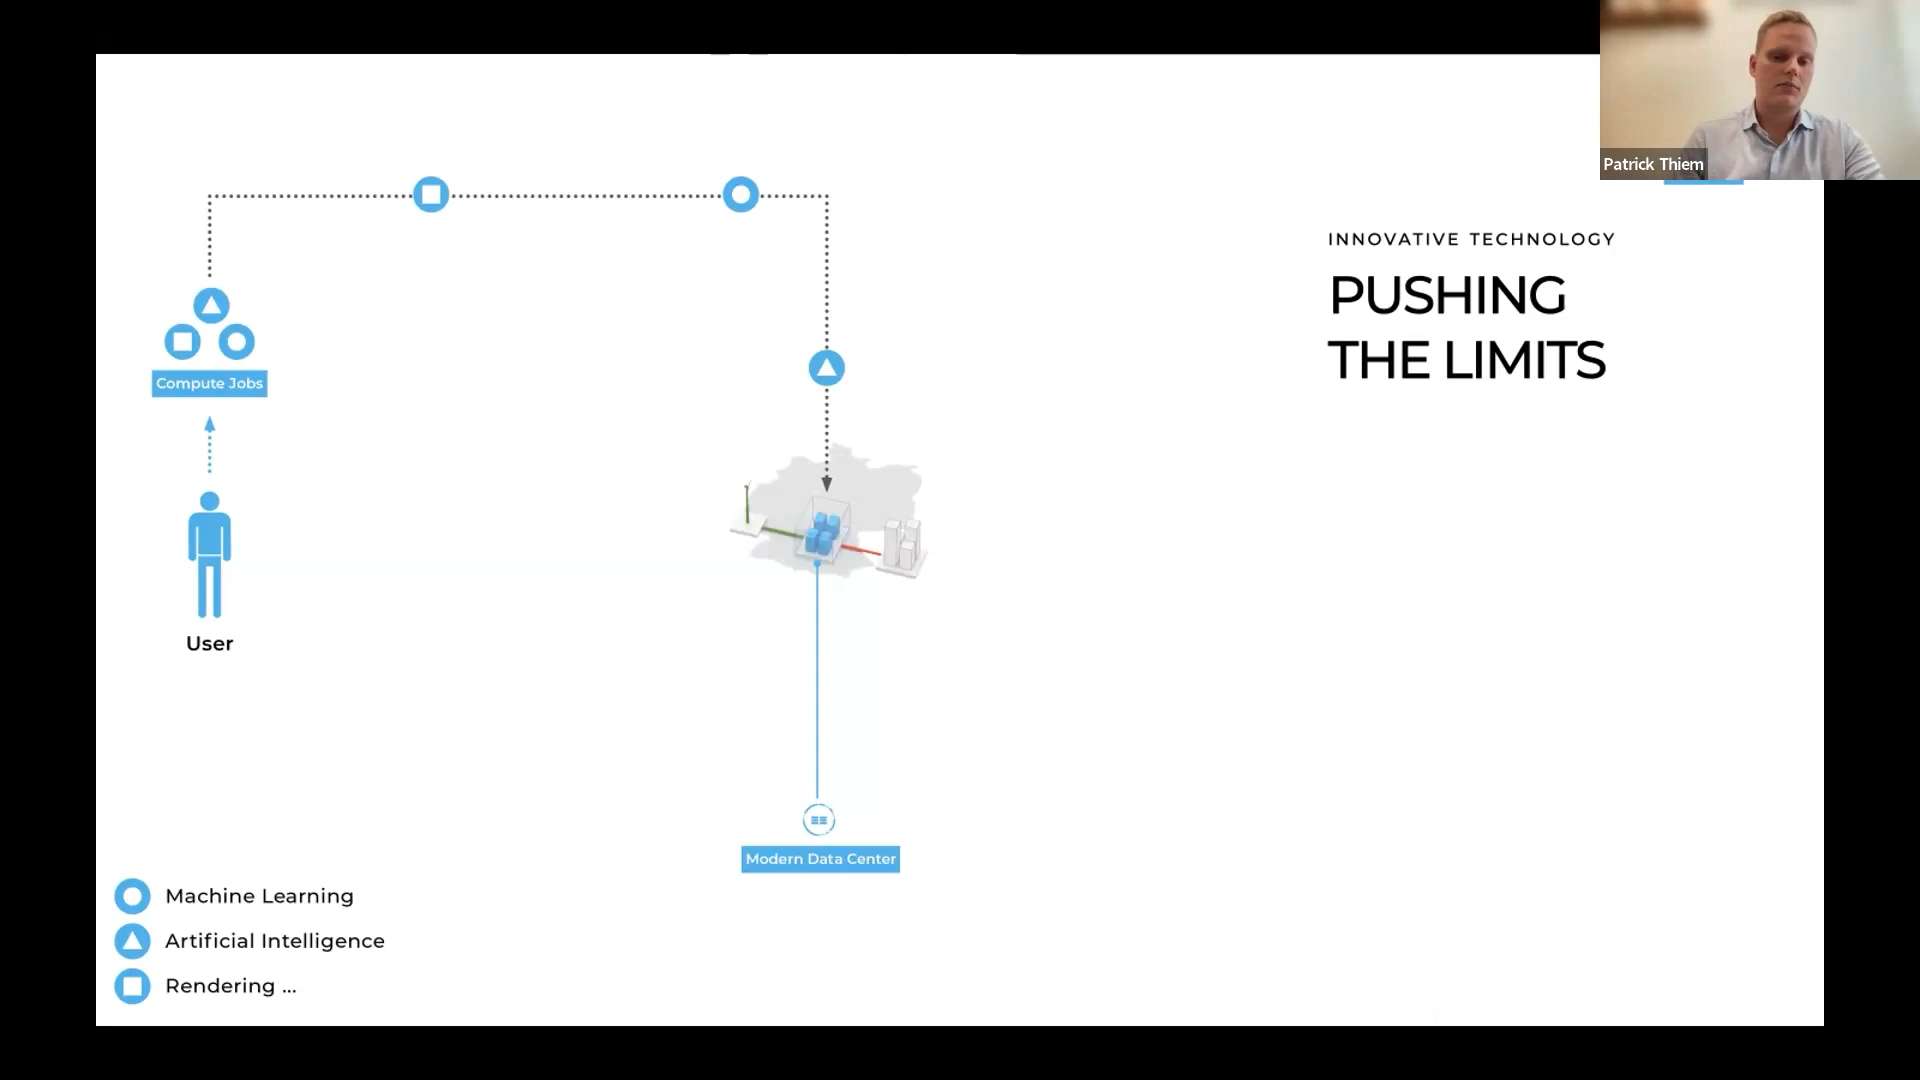 Patrick Thiem
INNOVATIVE TECHNOLOGY
PUSHING
THE LIMITS
Compute Jobs
User
Modern Data Center
Machine Learning
Artificial Intelligence
Rendering ...